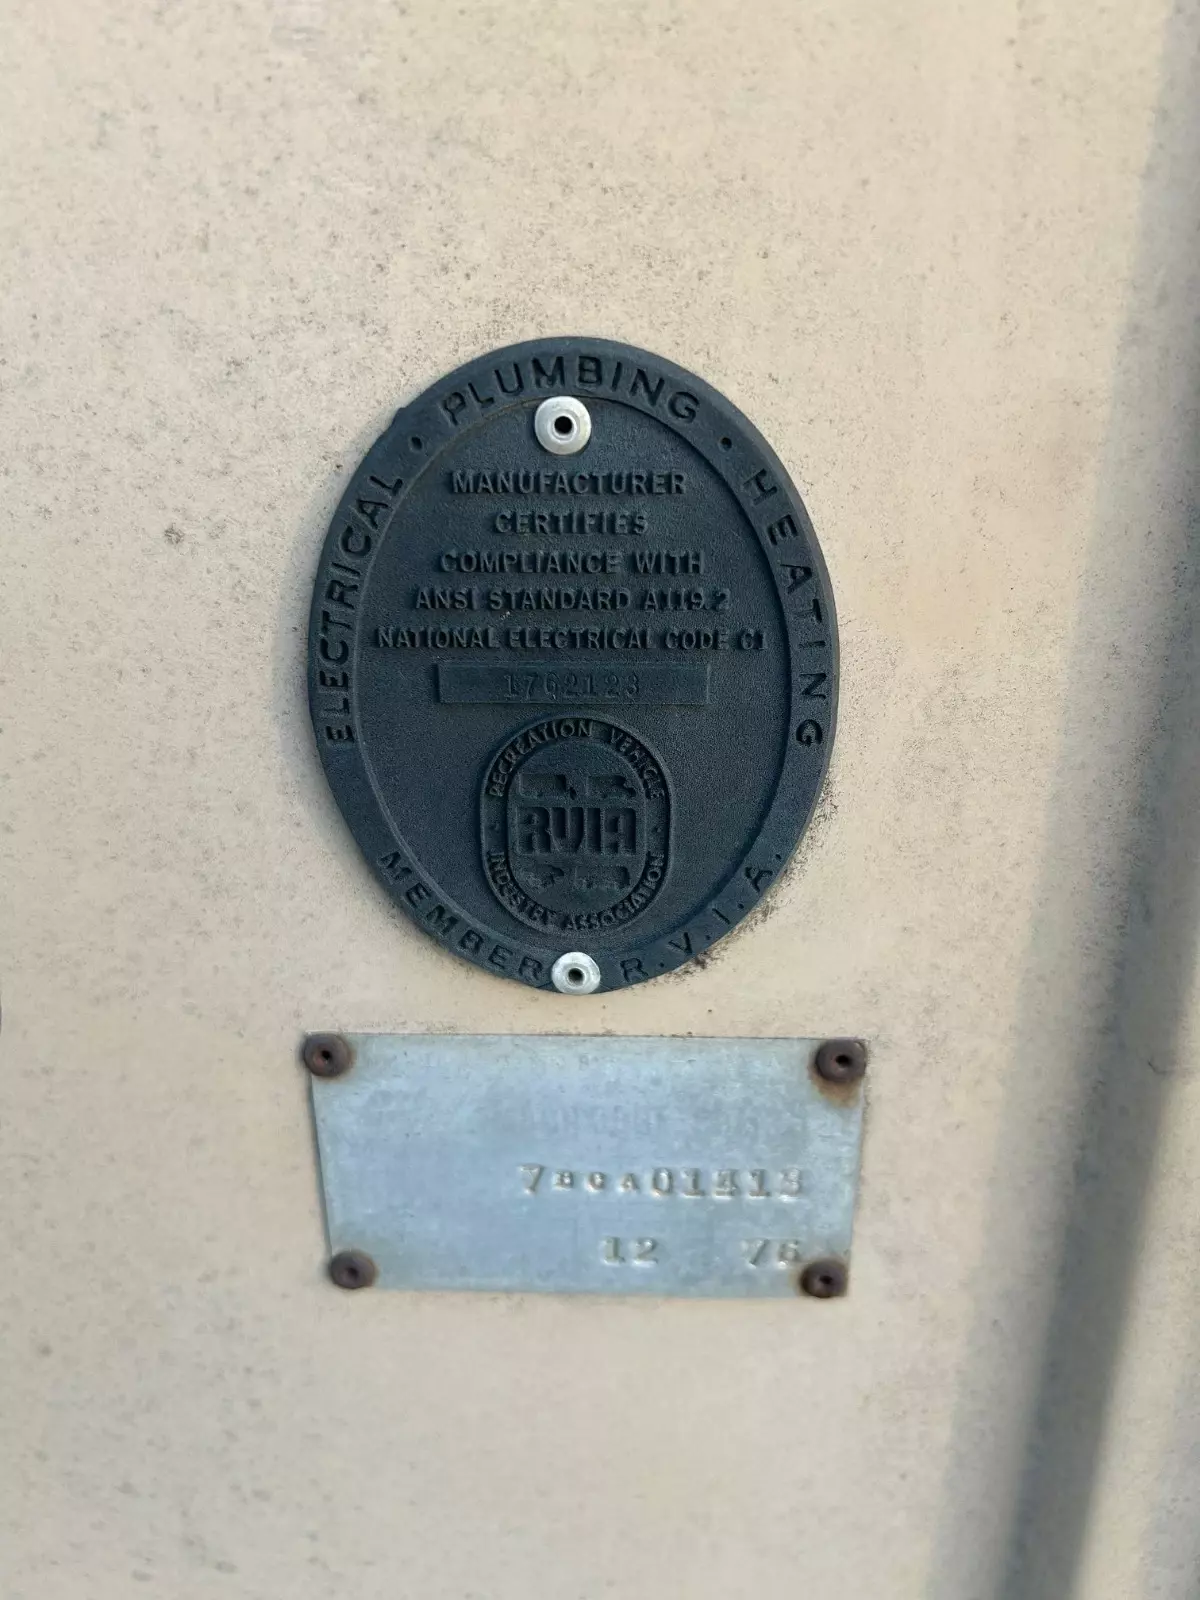 ELECTRICAL · PLUMBING · HEATING
MANUFACTURER
CERTIFIES
COMPLIANCE WITH
ANSI STANDARD A119.2
NATIONAL ELECTRICAL CODE C1
1762123
RECREATION VEHICLE
RVIA
INDUSTRY ASSOCIATION
MEMBER R.V.I.A.
12 76